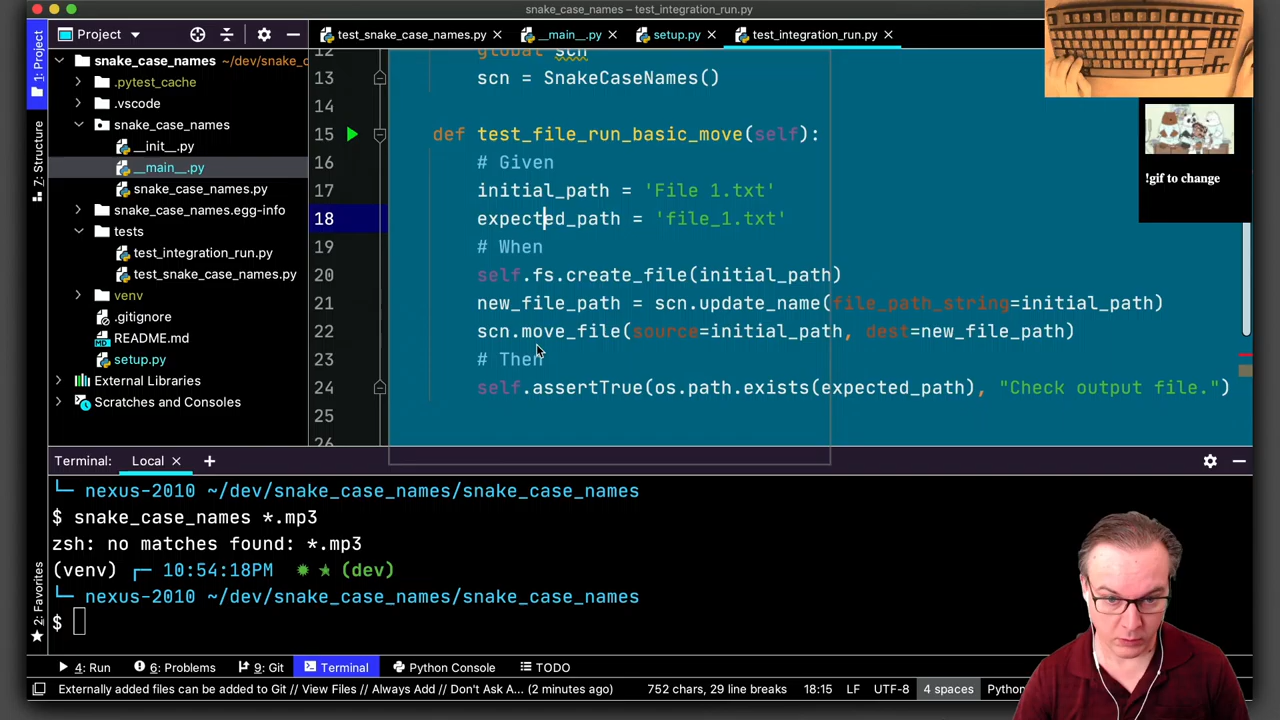 snake_case_names – test_integration_run.py
Project
test_snake_case_names.py
__main__.py
setup.py
test_integration_run.py
1: Project
7: Structure
2: Favorites
snake_case_names ~/dev/snake_c
.pytest_cache
.vscode
snake_case_names
__init__.py
__main__.py
snake_case_names.py
snake_case_names.egg-info
tests
test_integration_run.py
test_snake_case_names.py
venv
.gitignore
README.md
setup.py
External Libraries
Scratches and Consoles
12 global scn
13 scn = SnakeCaseNames()
14
15 def test_file_run_basic_move(self):
16 # Given
17 initial_path = 'File 1.txt'
18 expected_path = 'file_1.txt'
19 # When
20 self.fs.create_file(initial_path)
21 new_file_path = scn.update_name(file_path_string=initial_path)
22 scn.move_file(source=initial_path, dest=new_file_path)
23 # Then
24 self.assertTrue(os.path.exists(expected_path), "Check output file.")
25
26
!gif to change
Terminal: Local +
nexus-2010 ~/dev/snake_case_names/snake_case_names
$ snake_case_names *.mp3
zsh: no matches found: *.mp3
(venv) 10:54:18PM (dev)
nexus-2010 ~/dev/snake_case_names/snake_case_names
$
4: Run
6: Problems
9: Git
Terminal
Python Console
TODO
Externally added files can be added to Git // View Files // Always Add // Don't Ask A... (2 minutes ago)
752 chars, 29 line breaks
18:15
LF
UTF-8
4 spaces
Python